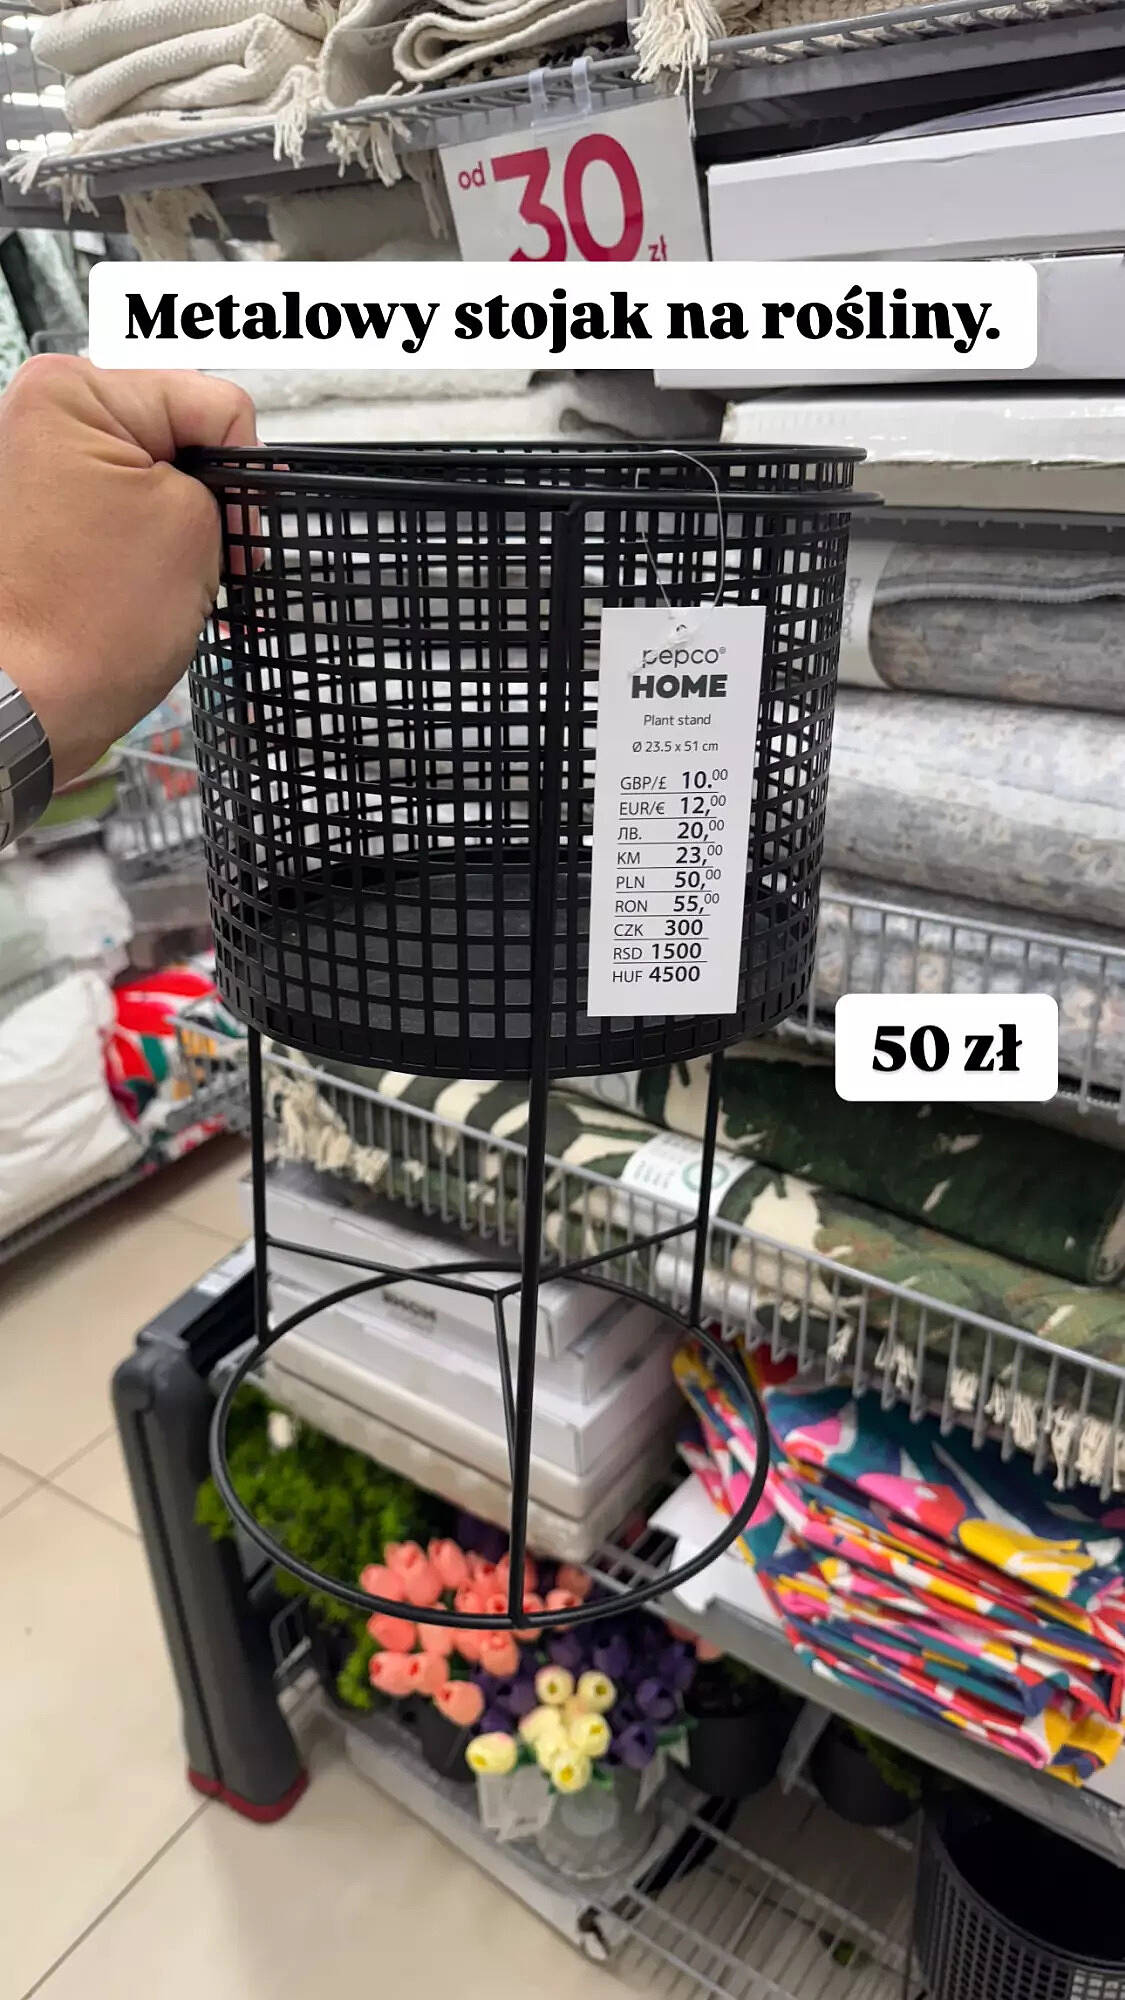 od 30 zł
Metalowy stojak na rośliny.
pepco®
HOME
Plant stand
Ø 23.5 x 51 cm
GBP/£ 10.00
EUR/€ 12,00
ЛВ. 20,00
KM 23,00
PLN 50,00
RON 55,00
CZK 300
RSD 1500
HUF 4500
50 zł